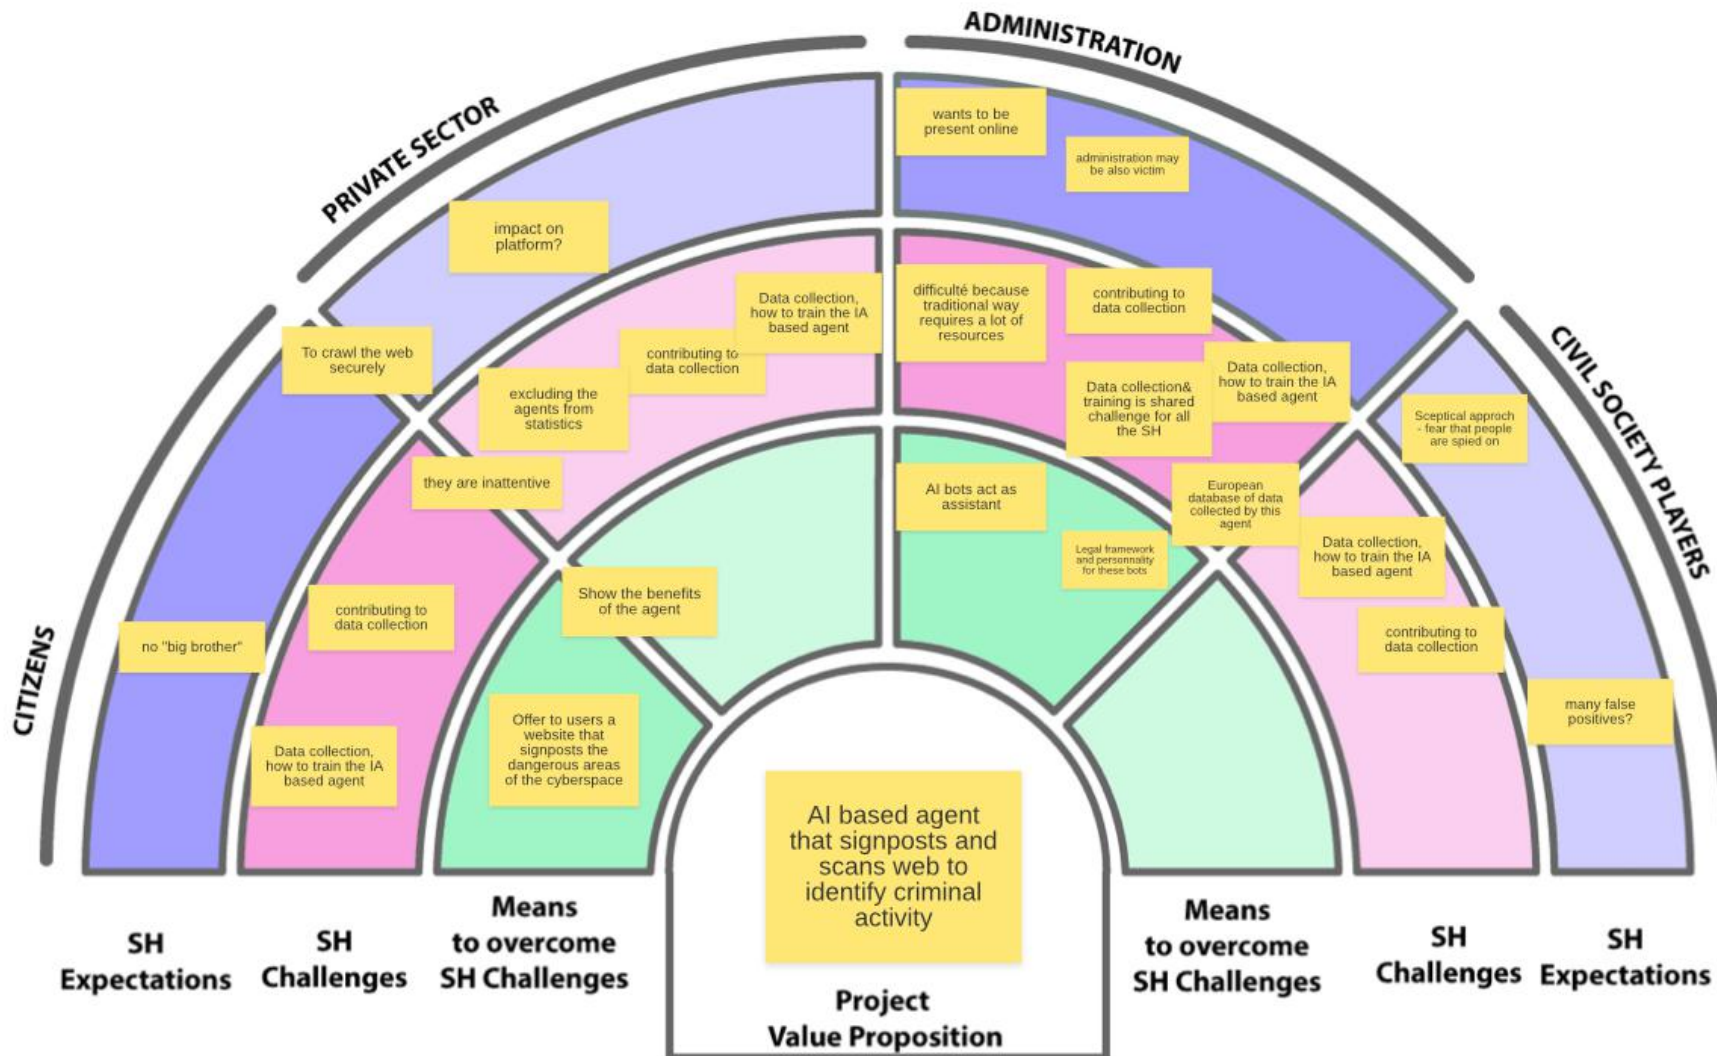 ADMINISTRATION
PRIVATE SECTOR
CITIZENS
CIVIL SOCIETY PLAYERS
wants to be
present online
administration may
be also victim
impact on
platform?
To crawl the web
securely
no "big brother"
Sceptical approch
- fear that people
are spied on
many false
positives?
Data collection,
how to train the IA
based agent
contributing to
data collection
excluding the
agents from
statistics
they are inattentive
contributing to
data collection
Data collection,
how to train the IA
based agent
difficulté because
traditional way
requires a lot of
resources
contributing to
data collection
Data collection&
training is shared
challenge for all
the SH
Data collection,
how to train the IA
based agent
European
database of data
collected by this
agent
Data collection,
how to train the IA
based agent
contributing to
data collection
AI bots act as
assistant
Legal framework
and personnality
for these bots
Show the benefits
of the agent
Offer to users a
website that
signposts the
dangerous areas
of the cyberspace
AI based agent
that signposts and
scans web to
identify criminal
activity
SH
Expectations
SH
Challenges
Means
to overcome
SH Challenges
Project
Value Proposition
Means
to overcome
SH Challenges
SH
Challenges
SH
Expectations